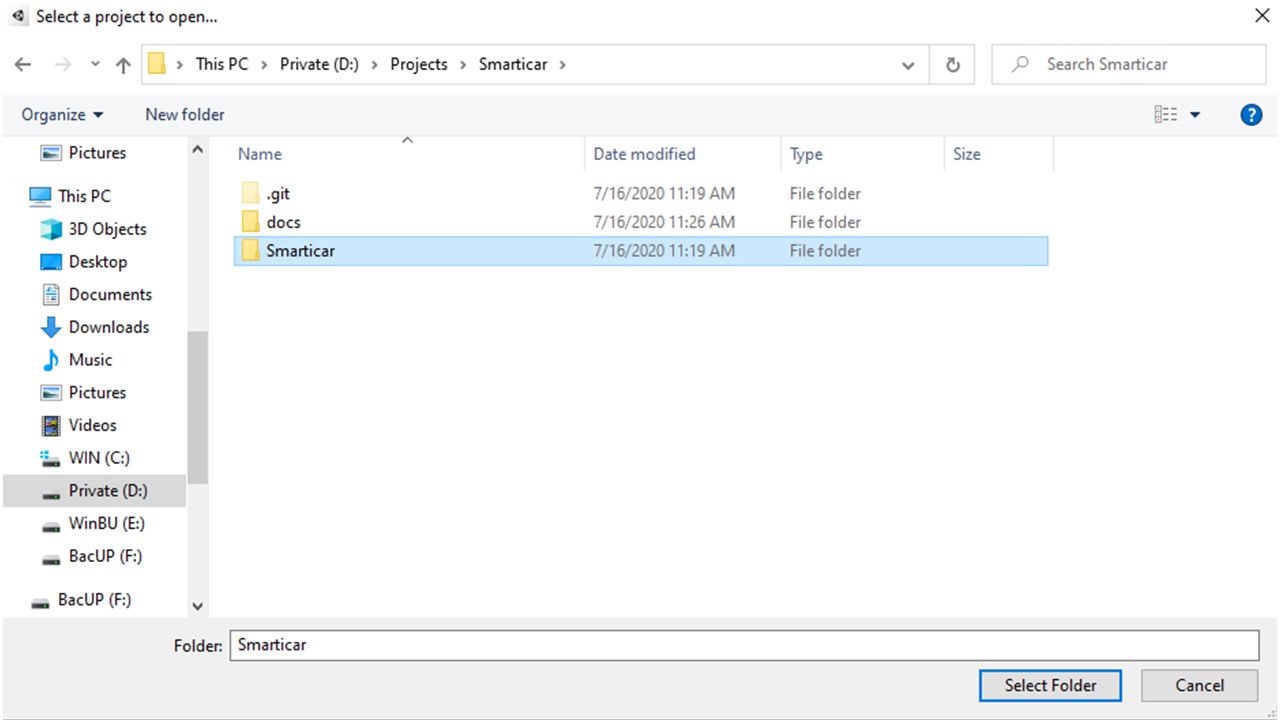 Select a project to open...
This PC > Private (D:) > Projects > Smarticar >
Search Smarticar
Organize
New folder
?
Name
Date modified
Type
Size
Pictures
This PC
3D Objects
Desktop
Documents
Downloads
Music
Pictures
Videos
WIN (C:)
Private (D:)
WinBU (E:)
BacUP (F:)
BacUP (F:)
.git 7/16/2020 11:19 AM File folder
docs 7/16/2020 11:26 AM File folder
Smarticar 7/16/2020 11:19 AM File folder
Folder: Smarticar
Select Folder
Cancel